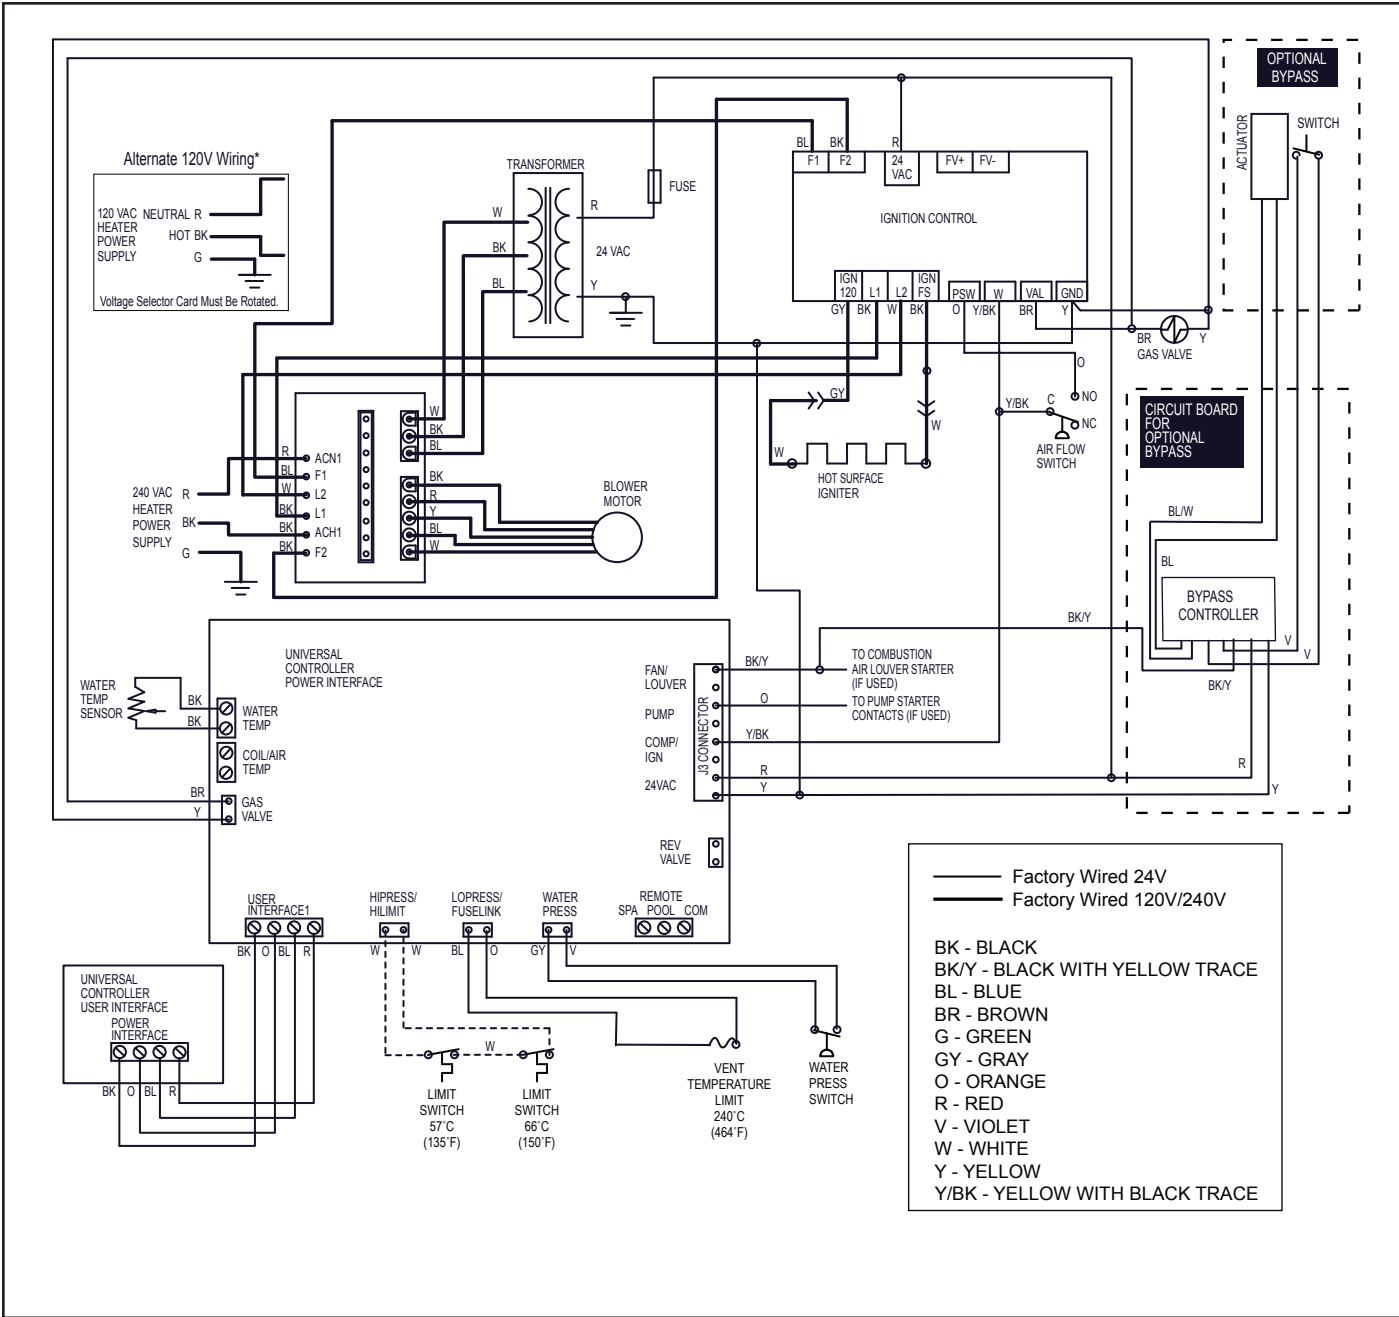 OPTIONAL
BYPASS
ACTUATOR
SWITCH
Alternate 120V Wiring*
120 VAC NEUTRAL R
HEATER
HOT BK
POWER
SUPPLY
G
Voltage Selector Card Must Be Rotated.
TRANSFORMER
W
BK
BL
R
24 VAC
Y
FUSE
BL
BK
R
F1
F2
24
VAC
FV+
FV-
IGNITION CONTROL
IGN
120
L1
L2
IGN
FS
PSW
W
VAL
GND
GY
BK
W
BK
O
Y/BK
BR
Y
BR
Y
GAS VALVE
O
NO
C
Y/BK
NC
AIR FLOW
SWITCH
GY
W
W
HOT SURFACE
IGNITER
CIRCUIT BOARD
FOR
OPTIONAL
BYPASS
BL/W
BL
BYPASS
CONTROLLER
V
V
BK/Y
BK/Y
R
Y
W
BK
BL
BK
R
Y
BL
W
BLOWER
MOTOR
R
ACN1
BL
F1
W
L2
BK
L1
BK
ACH1
BK
F2
240 VAC R
HEATER
POWER BK
SUPPLY
G
UNIVERSAL
CONTROLLER
POWER INTERFACE
WATER
TEMP
SENSOR
BK
BK
WATER
TEMP
COIL/AIR
TEMP
BR
Y
GAS
VALVE
FAN/
LOUVER
PUMP
COMP/
IGN
24VAC
J3 CONNECTOR
BK/Y
O
Y/BK
R
Y
TO COMBUSTION
AIR LOUVER STARTER
(IF USED)
TO PUMP STARTER
CONTACTS (IF USED)
REV
VALVE
USER
INTERFACE1
HIPRESS/
HILIMIT
LOPRESS/
FUSELINK
WATER
PRESS
REMOTE
SPA POOL COM
BK O BL R
W W
BL O
GY V
UNIVERSAL
CONTROLLER
USER INTERFACE
POWER
INTERFACE
BK O BL R
W
LIMIT
SWITCH
57˚C
(135˚F)
LIMIT
SWITCH
66˚C
(150˚F)
VENT
TEMPERATURE
LIMIT
240˚C
(464˚F)
WATER
PRESS
SWITCH
Factory Wired 24V
Factory Wired 120V/240V
BK - BLACK
BK/Y - BLACK WITH YELLOW TRACE
BL - BLUE
BR - BROWN
G - GREEN
GY - GRAY
O - ORANGE
R - RED
V - VIOLET
W - WHITE
Y - YELLOW
Y/BK - YELLOW WITH BLACK TRACE